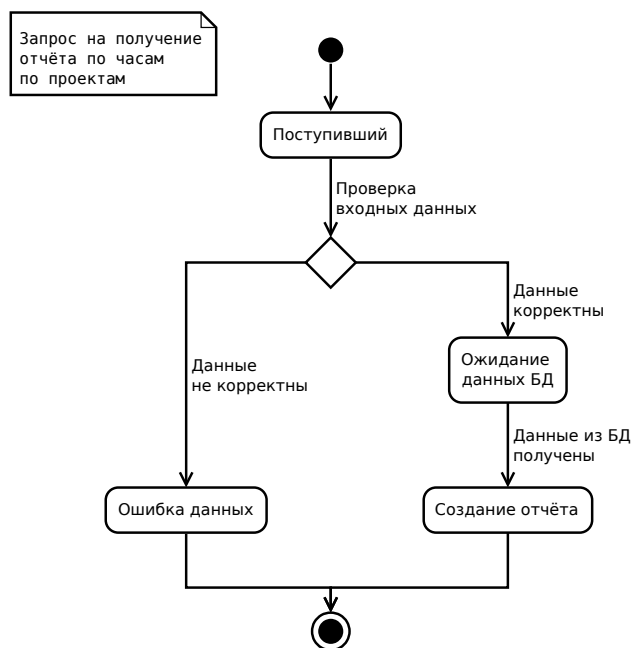 Запрос на получение
отчёта по часам
по проектам
Поступивший
Проверка
входных данных
Данные
корректны
Ожидание
данных БД
Данные
не корректны
Данные из БД
получены
Ошибка данных
Создание отчёта